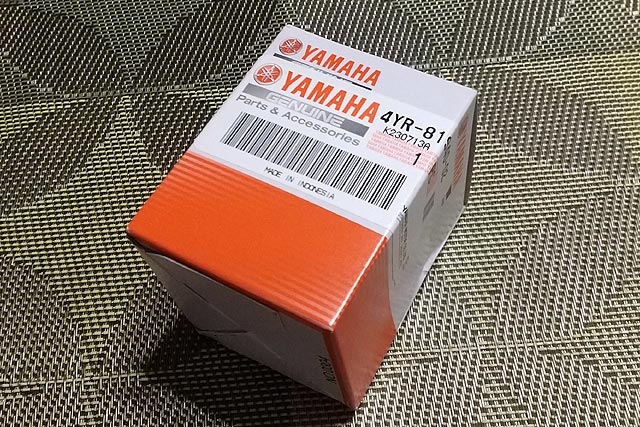 YAMAHA
YAMAHA
GENUINE
Parts & Accessories
4YR-81
K230713A
1
MADE IN INDONESIA